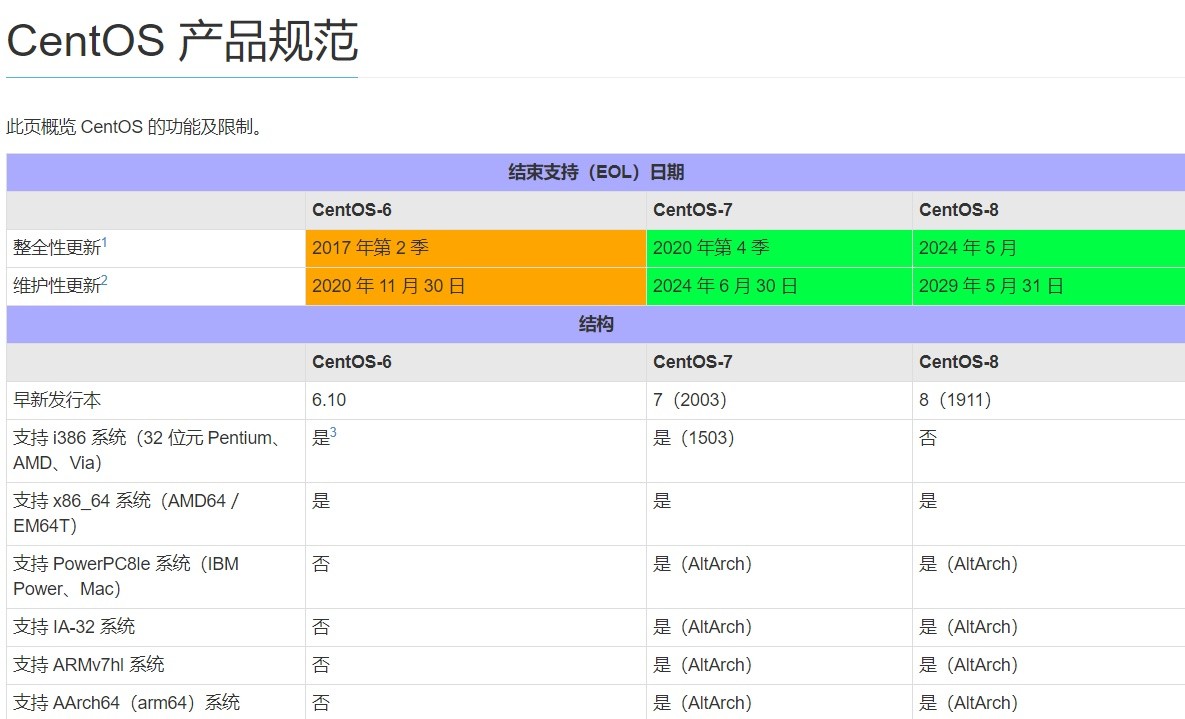 CentOS 产品规范
此页概览 CentOS 的功能及限制。
结束支持（EOL）日期
CentOS-6 CentOS-7 CentOS-8
整全性更新1 2017 年第 2 季 2020 年第 4 季 2024 年 5 月
维护性更新2 2020 年 11 月 30 日 2024 年 6 月 30 日 2029 年 5 月 31 日
结构
CentOS-6 CentOS-7 CentOS-8
早新发行本 6.10 7（2003） 8（1911）
支持 i386 系统（32 位元 Pentium、 是3 是（1503） 否
AMD、Via）
支持 x86_64 系统（AMD64 / 是 是 是
EM64T）
支持 PowerPC8le 系统（IBM 否 是（AltArch） 是（AltArch）
Power、Mac）
支持 IA-32 系统 否 是（AltArch） 是（AltArch）
支持 ARMv7hl 系统 否 是（AltArch） 是（AltArch）
支持 AArch64（arm64）系统 否 是（AltArch） 是（AltArch）